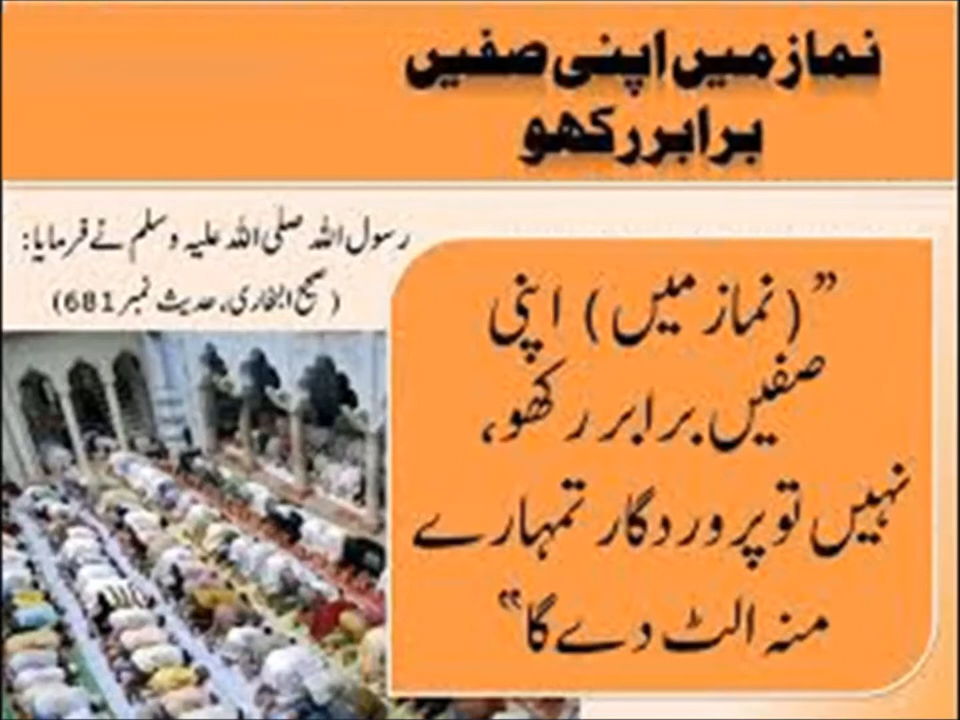 نماز میں اپنی صفیں
برابر رکھو
رسول اللہ صلی اللہ علیہ وسلم نے فرمایا:
(صحیح البخاری، حدیث نمبر 681)
”(نماز میں) اپنی
صفیں برابر رکھو،
نہیں تو پروردگار تمہارے
منہ الٹ دے گا“